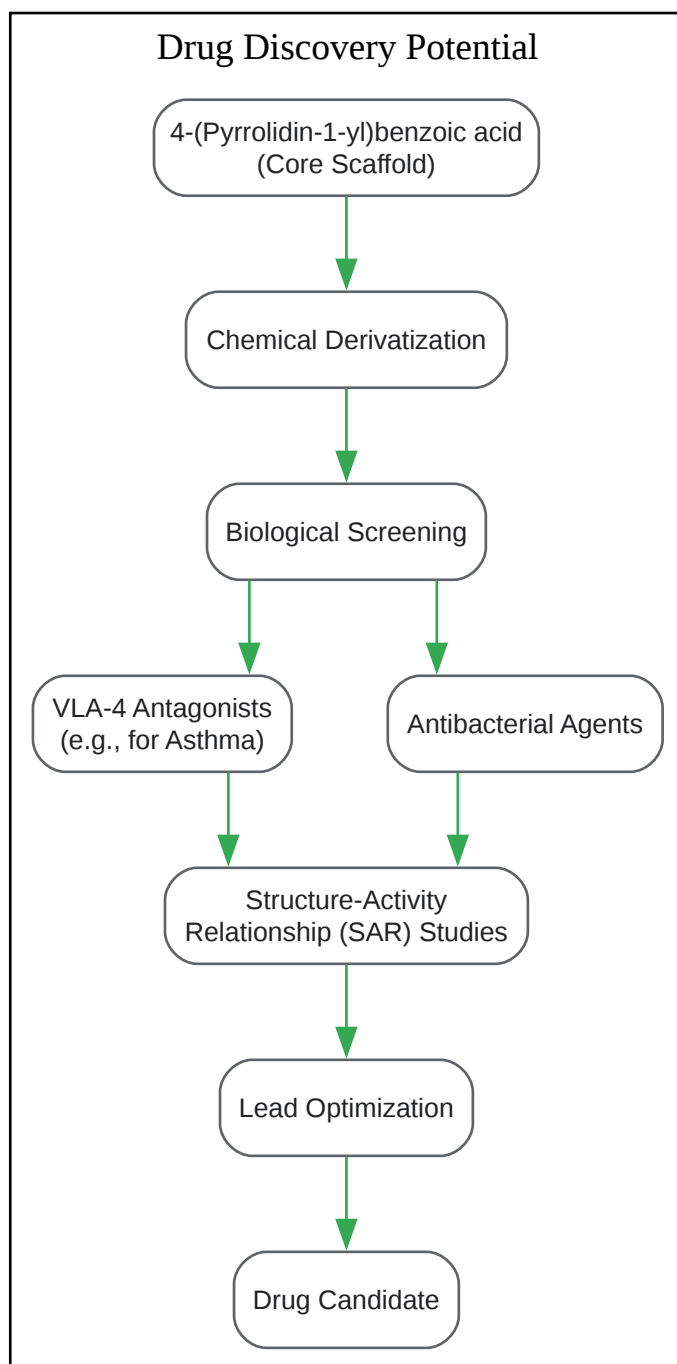 Drug Discovery Potential
4-(Pyrrolidin-1-yl)benzoic acid
(Core Scaffold)
Chemical Derivatization
Biological Screening
VLA-4 Antagonists
(e.g., for Asthma)
Antibacterial Agents
Structure-Activity
Relationship (SAR) Studies
Lead Optimization
Drug Candidate